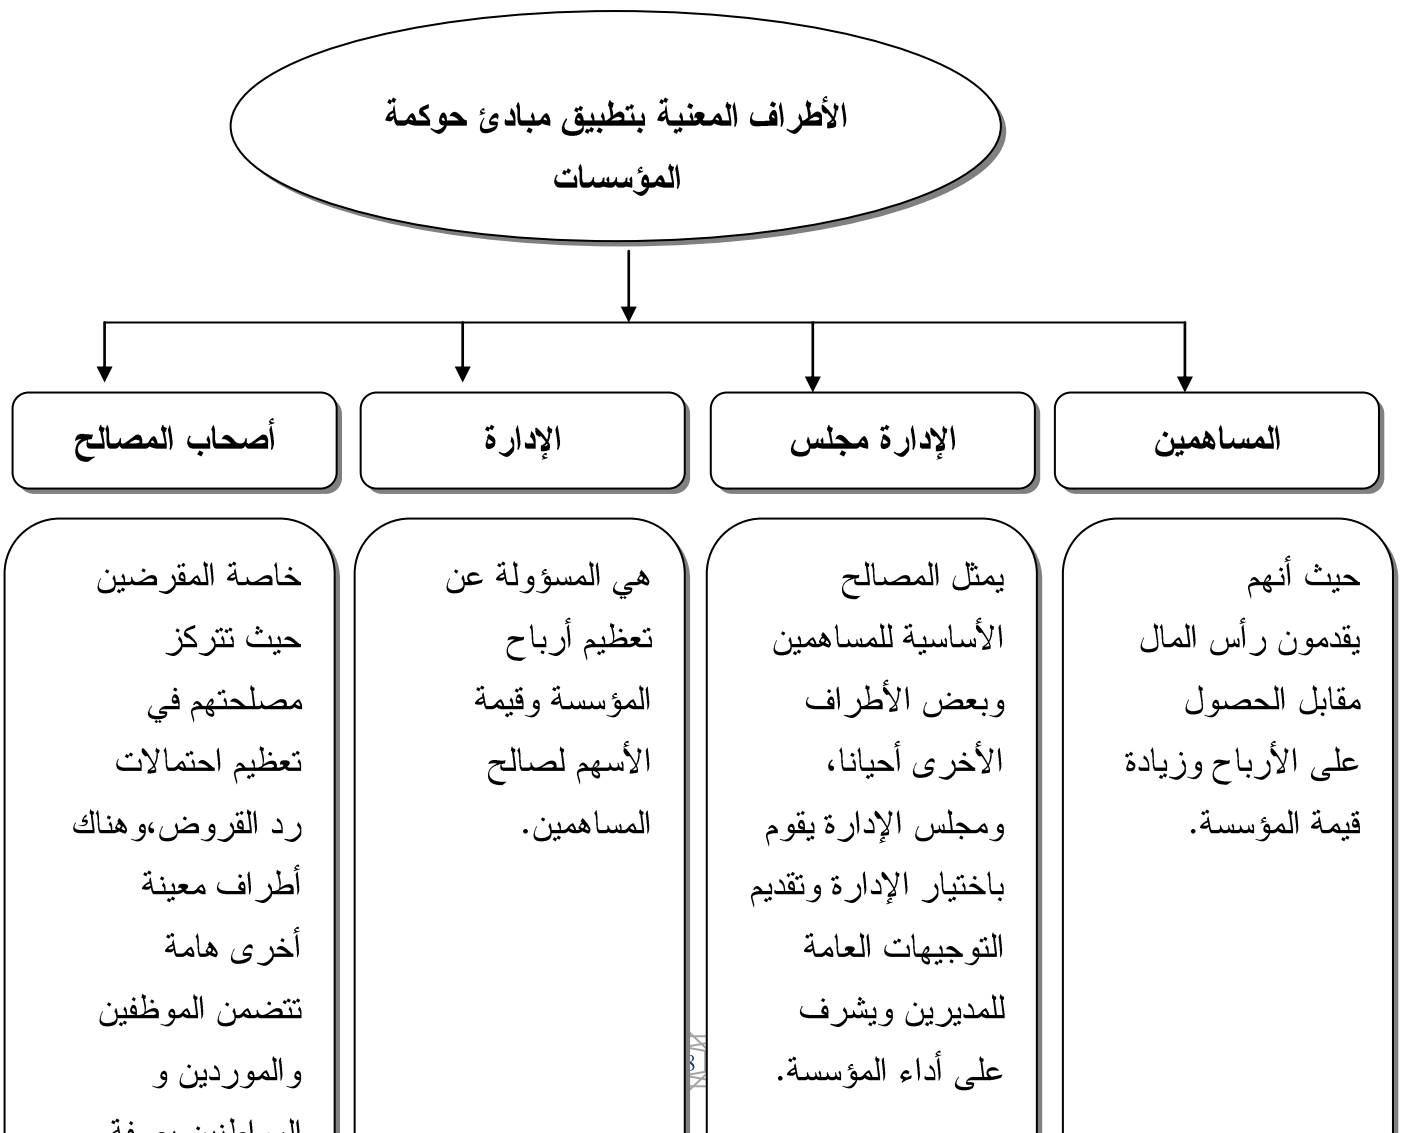 الأطراف المعنية بتطبيق مبادئ حوكمة
المؤسسات
المساهمين
الإدارة مجلس
الإدارة
أصحاب المصالح
حيث أنهم
يقدمون رأس المال
مقابل الحصول
على الأرباح وزيادة
قيمة المؤسسة.
يمثل المصالح
الأساسية للمساهمين
وبعض الأطراف
الأخرى أحيانا،
ومجلس الإدارة يقوم
باختيار الإدارة وتقديم
التوجيهات العامة
للمديرين ويشرف
على أداء المؤسسة.
هي المسؤولة عن
تعظيم أرباح
المؤسسة وقيمة
الأسهم لصالح
المساهمين.
خاصة المقرضين
حيث تتركز
مصلحتهم في
تعظيم احتمالات
رد القروض،وهناك
أطراف معينة
أخرى هامة
تتضمن الموظفين
والموردين و